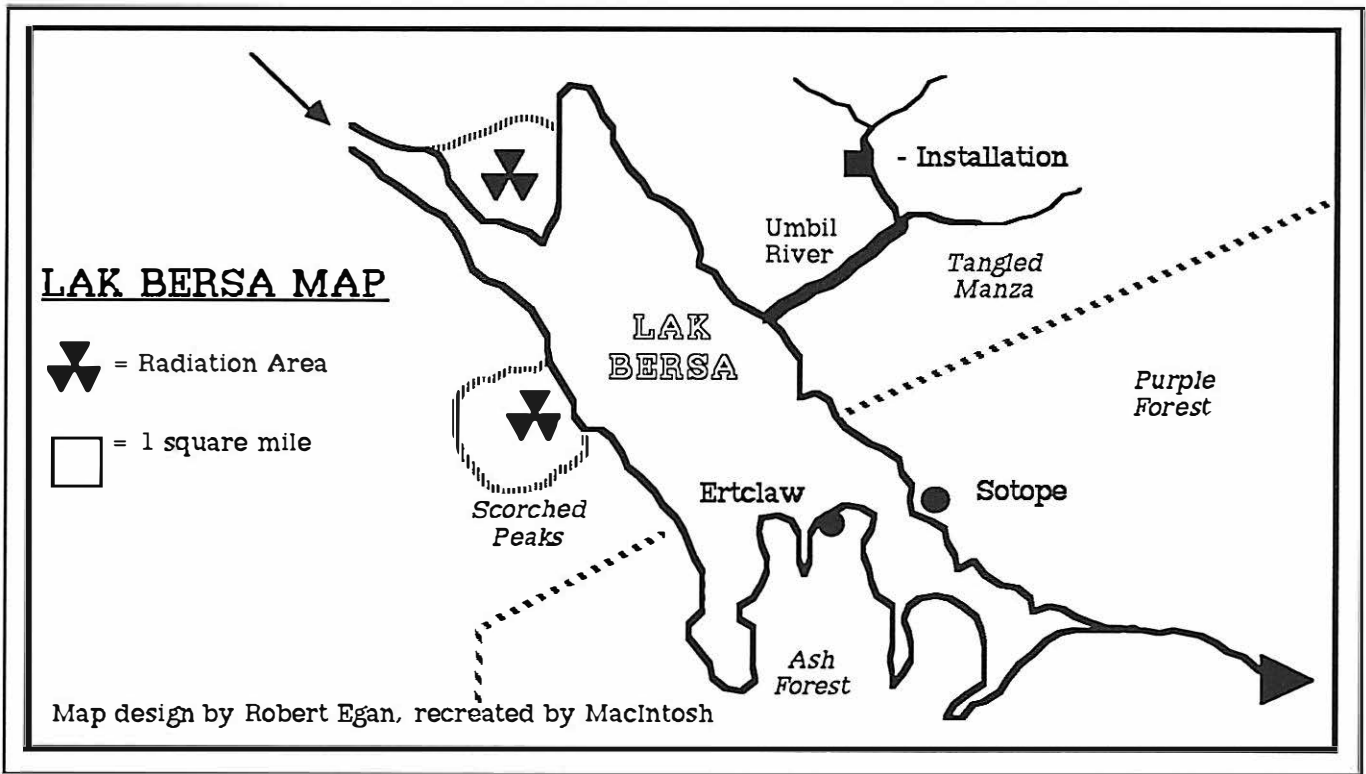 - Installation
Umbil
River
Tangled
Manza
LAK BERSA MAP
LAK
BERSA
= Radiation Area
Purple
Forest
= 1 square mile
Ertclaw
Sotope
Scorched
Peaks
Ash
Forest
Map design by Robert Egan, recreated by MacIntosh